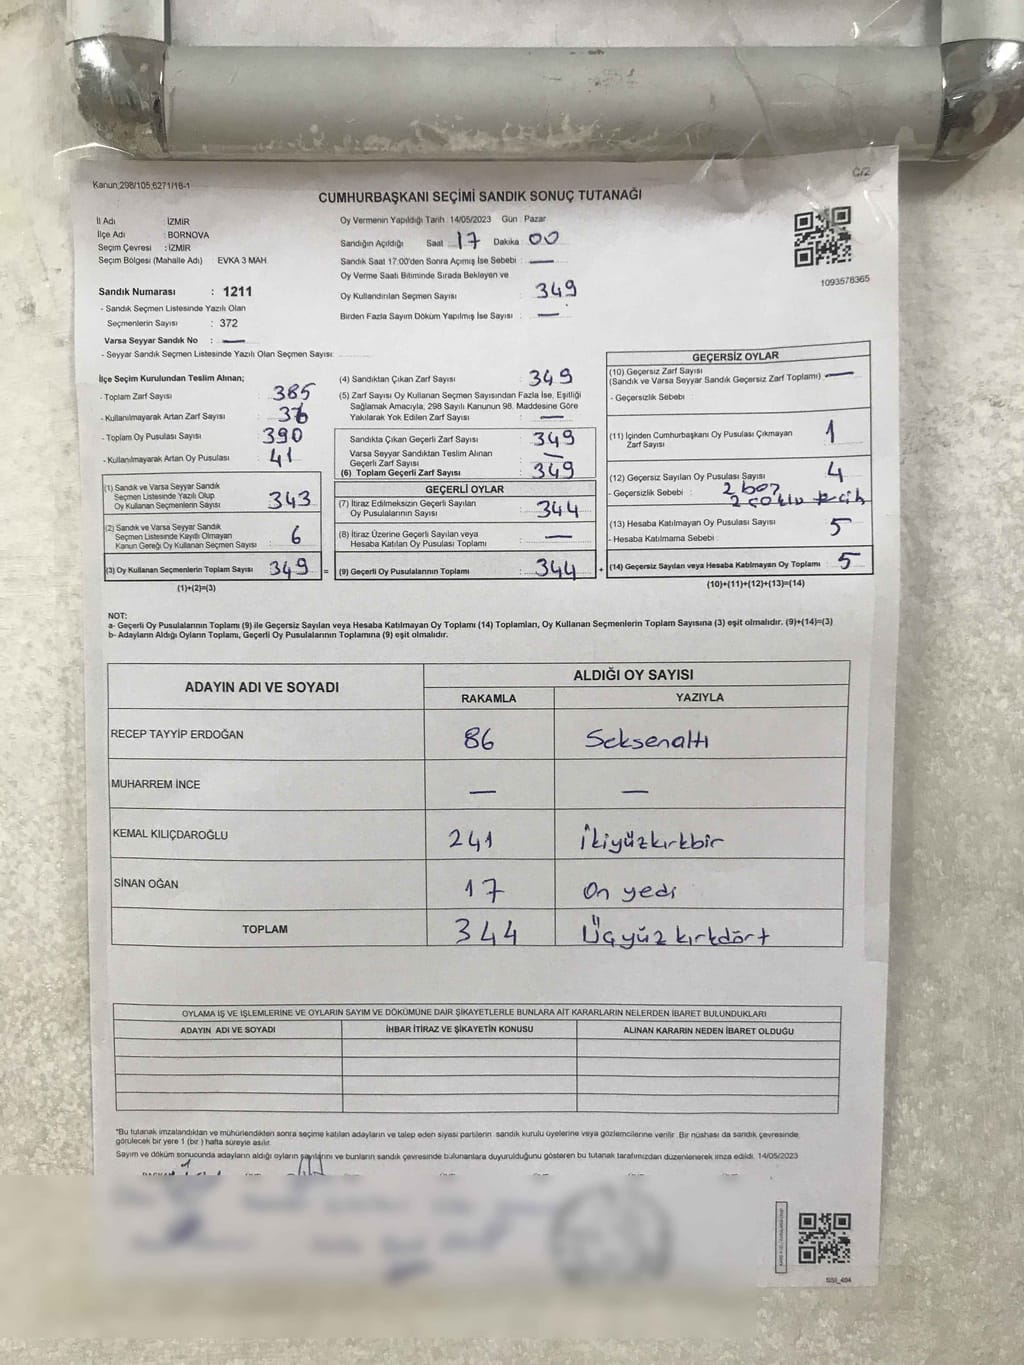 Kanun;298/105,6271/18-1
C/2
CUMHURBAŞKANI SEÇİMİ SANDIK SONUÇ TUTANAĞI
İl Adı : İZMİR
İlçe Adı : BORNOVA
Seçim Çevresi : İZMİR
Seçim Bölgesi (Mahalle Adı) : EVKA 3 MAH.
Sandık Numarası : 1211
- Sandık Seçmen Listesinde Yazılı Olan
Seçmenlerin Sayısı : 372
Varsa Seyyar Sandık No : —
- Seyyar Sandık Seçmen Listesinde Yazılı Olan Seçmen Sayısı:
Oy Vermenin Yapıldığı Tarih : 14/05/2023 Gün : Pazar
Sandığın Açıldığı Saat : 17 Dakika : 00
Sandık Saat 17:00'den Sonra Açımış İse Sebebi : —
Oy Verme Saati Bitiminde Sırada Bekleyen ve
Oy Kullandırılan Seçmen Sayısı : 349
Birden Fazla Sayım Döküm Yapılmış İse Sayısı : —
1093578365
İlçe Seçim Kurulundan Teslim Alınan;
- Toplam Zarf Sayısı : 385
- Kullanılmayarak Artan Zarf Sayısı : 36
- Toplam Oy Pusulası Sayısı : 390
- Kullanılmayarak Artan Oy Pusulası : 41
(1) Sandık ve Varsa Seyyar Sandık
Seçmen Listesinde Yazılı Olup
Oy Kullanan Seçmenlerin Sayısı : 343
(2) Sandık ve Varsa Seyyar Sandık
Seçmen Listesinde Kayıtlı Olmayan
Kanun Gereği Oy Kullanan Seçmen Sayısı : 6
(3) Oy Kullanan Seçmenlerin Toplam Sayısı : 349 =
(1)+(2)=(3)
(4) Sandıktan Çıkan Zarf Sayısı : 349
(5) Zarf Sayısı Oy Kullanan Seçmen Sayısından Fazla İse, Eşitliği
Sağlamak Amacıyla, 298 Sayılı Kanunun 98. Maddesine Göre
Yakılarak Yok Edilen Zarf Sayısı : —
Sandıkta Çıkan Geçerli Zarf Sayısı : 349
Varsa Seyyar Sandıktan Teslim Alınan
Geçerli Zarf Sayısı : —
(6) Toplam Geçerli Zarf Sayısı : 349
GEÇERLİ OYLAR
(7) İtiraz Edilmeksizin Geçerli Sayılan
Oy Pusulalarının Sayısı : 344
(8) İtiraz Üzerine Geçerli Sayılan veya
Hesaba Katılan Oy Pusulası Toplamı : —
(9) Geçerli Oy Pusulalarının Toplamı : 344 +
GEÇERSİZ OYLAR
(10) Geçersiz Zarf Sayısı
(Sandık ve Varsa Seyyar Sandık Geçersiz Zarf Toplamı) : —
- Geçersizlik Sebebi :
(11) İçinden Cumhurbaşkanı Oy Pusulası Çıkmayan
Zarf Sayısı : 1
(12) Geçersiz Sayılan Oy Pusulası Sayısı : 4
- Geçersizlik Sebebi : 2 boş
2 çoklu tercih
(13) Hesaba Katılmayan Oy Pusulası Sayısı : 5
- Hesaba Katılmama Sebebi :
(14) Geçersiz Sayılan veya Hesaba Katılmayan Oy Toplamı : 5
(10)+(11)+(12)+(13)=(14)
NOT:
a- Geçerli Oy Pusulalarının Toplamı (9) ile Geçersiz Sayılan veya Hesaba Katılmayan Oy Toplamı (14) Toplamları, Oy Kullanan Seçmenlerin Toplam Sayısına (3) eşit olmalıdır. (9)+(14)=(3)
b- Adayların Aldığı Oyların Toplamı, Geçerli Oy Pusulalarının Toplamına (9) eşit olmalıdır.
ADAYIN ADI VE SOYADI ALDIĞI OY SAYISI
RAKAMLA YAZIYLA
RECEP TAYYİP ERDOĞAN 86 Seksenaltı
MUHARREM İNCE — —
KEMAL KILIÇDAROĞLU 241 İkiyüzkırkbir
SİNAN OĞAN 17 On yedi
TOPLAM 344 Üçyüz kırkdört
OYLAMA İŞ VE İŞLEMLERİNE VE OYLARIN SAYIM VE DÖKÜMÜNE DAİR ŞİKAYETLERLE BUNLARA AİT KARARLARIN NELERDEN İBARET BULUNDUKLARI
ADAYIN ADI VE SOYADI İHBAR İTİRAZ VE ŞİKAYETİN KONUSU ALINAN KARARIN NEDEN İBARET OLDUĞU
*Bu tutanak imzalandıktan ve mühürlendikten sonra seçime katılan adayların ve talep eden siyasi partilerin sandık kurulu üyelerine veya gözlemcilerine verilir. Bir nüshası da sandık çevresinde
görülecek bir yere 1 (bir ) hafta süreyle asılır.
Sayım ve döküm sonucunda adayların aldığı oyların sayılarını ve bunların sandık çevresinde bulunanlara duyurulduğunu gösteren bu tutanak tarafımızdan düzenlenerek imza edildi. 14/05/2023